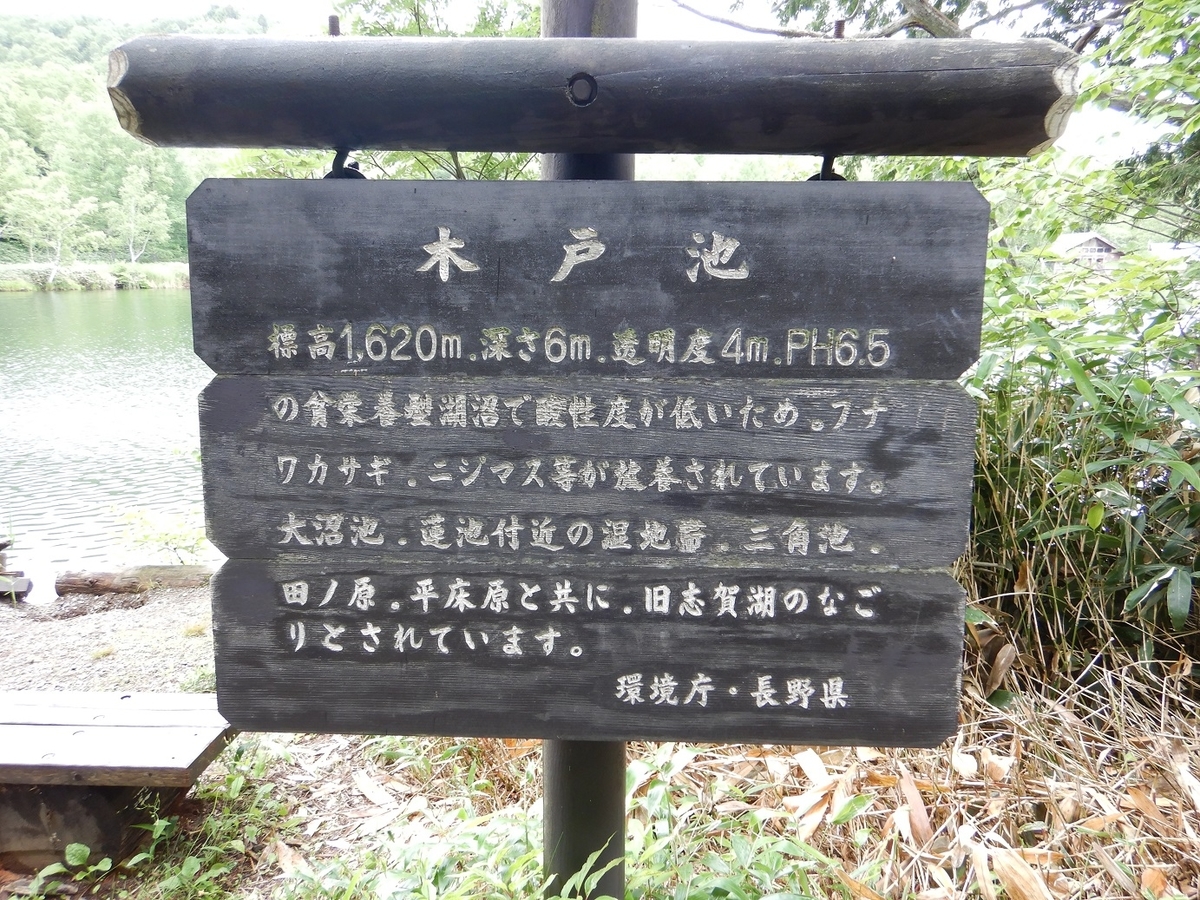 木戸池
標高1,620m.深さ6m.透明度4m.PH6.5
の貧栄養型湖沼で酸性度が低いため。フナ
ワカサギ.ニジマス等が放養されています。
大沼池.蓮池付近の湿地帯.三角池.
田ノ原.平床原と共に.旧志賀湖のなご
りとされています。
環境庁・長野県